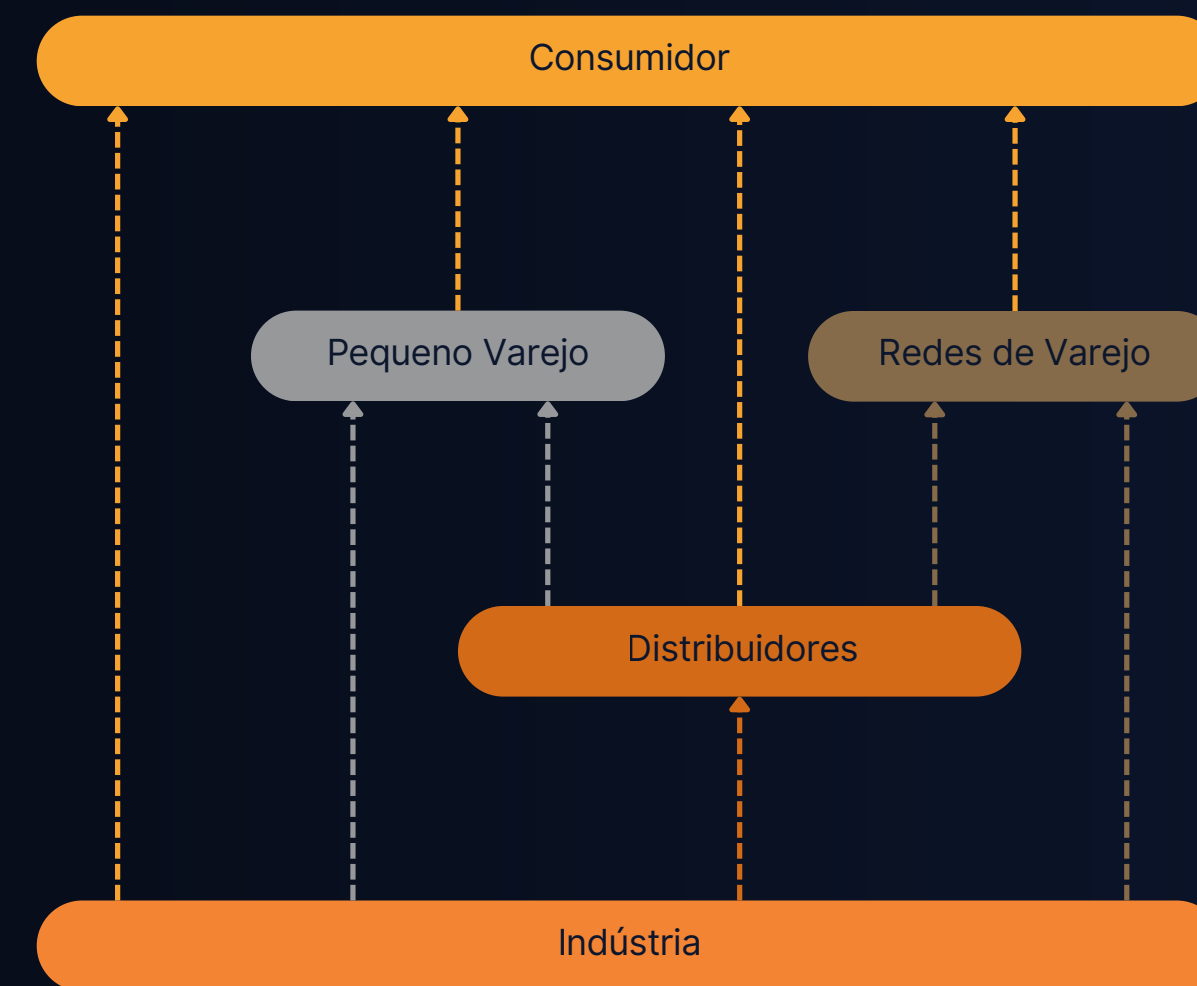 Consumidor
Pequeno Varejo
Redes de Varejo
Distribuidores
Indústria